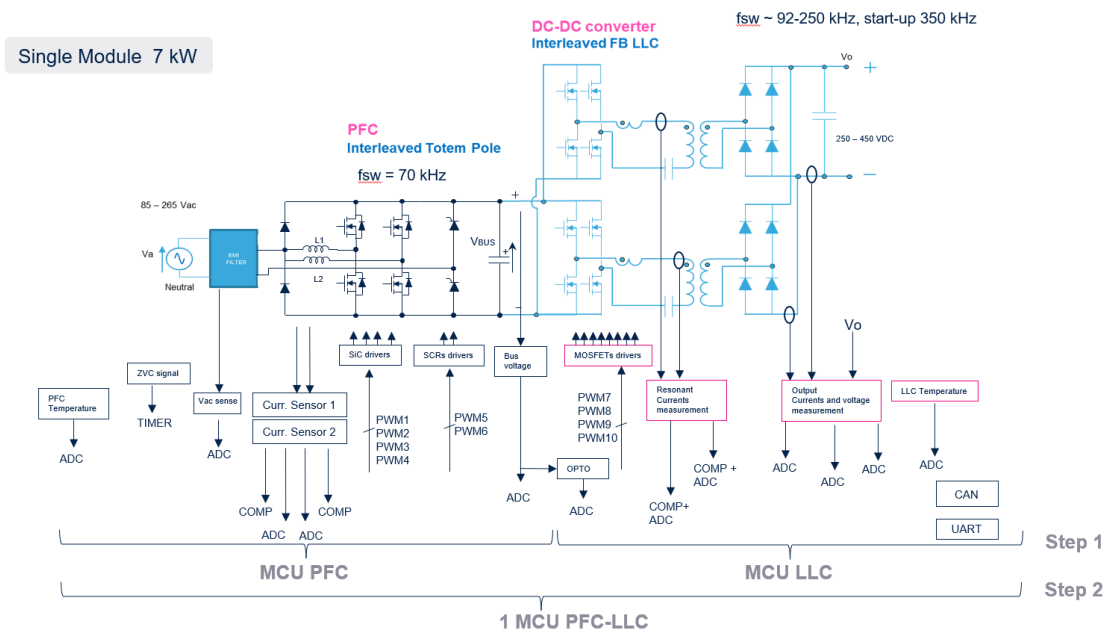 fsw ~ 92-250 kHz, start-up 350 kHz
DC-DC converter
Interleaved FB LLC
Single Module  7 kW
Vo
+
PFC
Interleaved Totem Pole
250 – 450 VDC
fsw = 70 kHz
−
85 – 265 Vac
+
L1
VBUS
+
Va
EMI
FILTER
L2
Neutral
−
Vo
SiC drivers
SCRs drivers
Bus
voltage
MOSFETs drivers
ZVC signal
PFC
Temperature
Vac sense
Curr. Sensor 1
Curr. Sensor 2
Resonant
Currents
measurement
Output
Currents and voltage
measurement
LLC Temperature
TIMER
PWM1
PWM2
PWM3
PWM4
PWM5
PWM6
PWM7
PWM8
PWM9
PWM10
ADC
ADC
OPTO
COMP +
ADC
ADC
ADC
ADC
ADC
ADC
COMP
COMP
ADC
ADC
ADC
COMP+
ADC
CAN
UART
Step 1
MCU PFC
MCU LLC
Step 2
1 MCU PFC-LLC